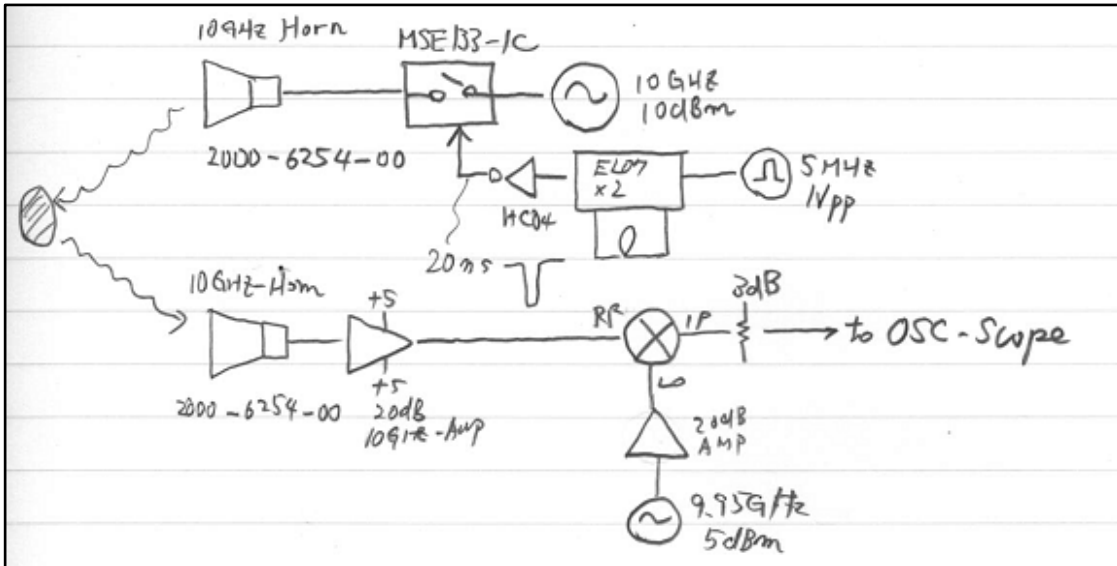 10GHz Horn
MSE133-1C
10GHz
10dBm
2000-6254-00
EL07
×2
5MHz
1Vpp
HC04
20ns
10GHz-Horn
+5
3dB
RF
IF
to OSC-Scope
LO
+5
2000-6254-00
20dB
10GHz-Amp
20dB
AMP
9.95GHz
5dBm